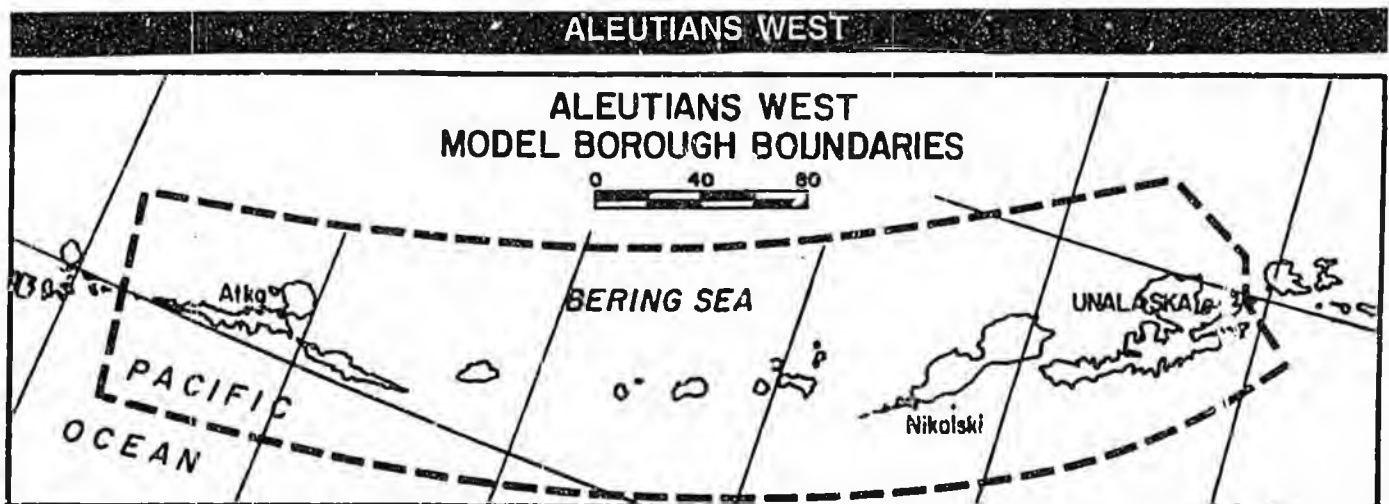 ALEUTIANS WEST
ALEUTIANS WEST
MODEL BOROUGH BOUNDARIES
0 40 80
Atka
BERING SEA
UNALASKA
PACIFIC
OCEAN
Nikolski